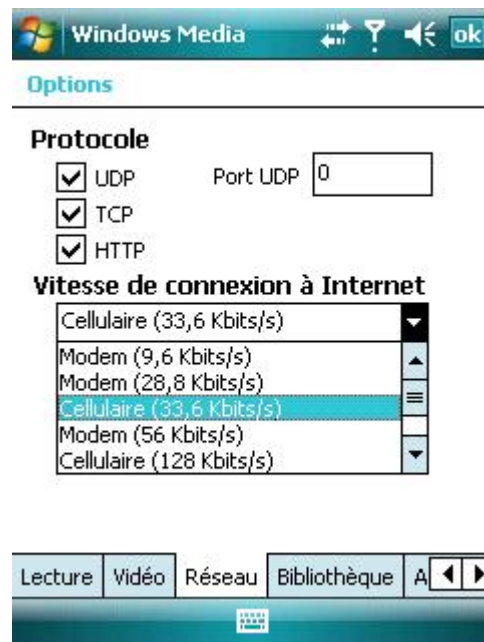 Windows Media ok
Options
Protocole
UDP Port UDP 0
TCP
HTTP
Vitesse de connexion à Internet
Cellulaire (33,6 Kbits/s)
Modem (9,6 Kbits/s)
Modem (28,8 Kbits/s)
Cellulaire (33,6 Kbits/s)
Modem (56 Kbits/s)
Cellulaire (128 Kbits/s)
Lecture Vidéo Réseau Bibliothèque A